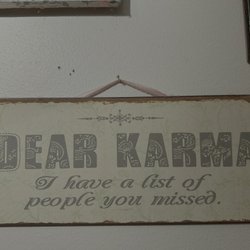 DEAR KARMA
I have a list of
people you missed.